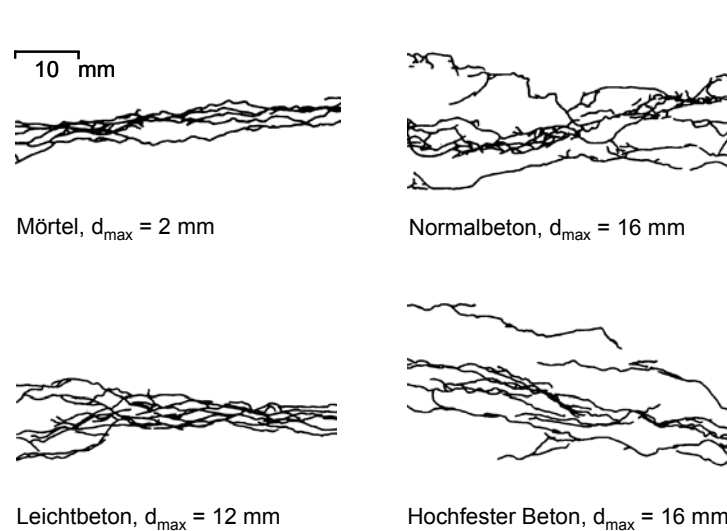 10 mm
Mörtel, dmax = 2 mm
Normalbeton, dmax = 16 mm
Leichtbeton, dmax = 12 mm
Hochfester Beton, dmax = 16 mm